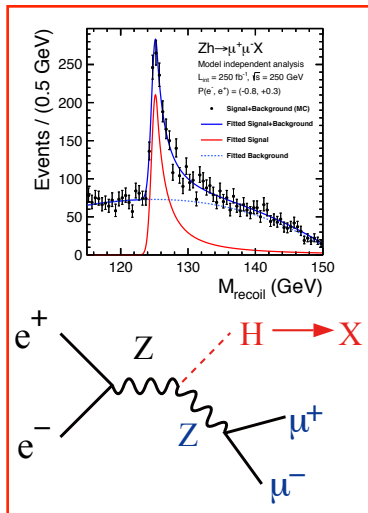 Zh→μ⁺μ⁻X
Model independent analysis
L_int = 250 fb⁻¹, √s = 250 GeV
P(e⁻, e⁺) = (-0.8, +0.3)
Signal+Background (MC)
Fitted Signal+Background
Fitted Signal
Fitted Background
Events / (0.5 GeV)
250
200
150
100
50
0
120 130 140 150
M_recoil (GeV)
e⁺
Z
H → X
e⁻
Z
μ⁺
μ⁻